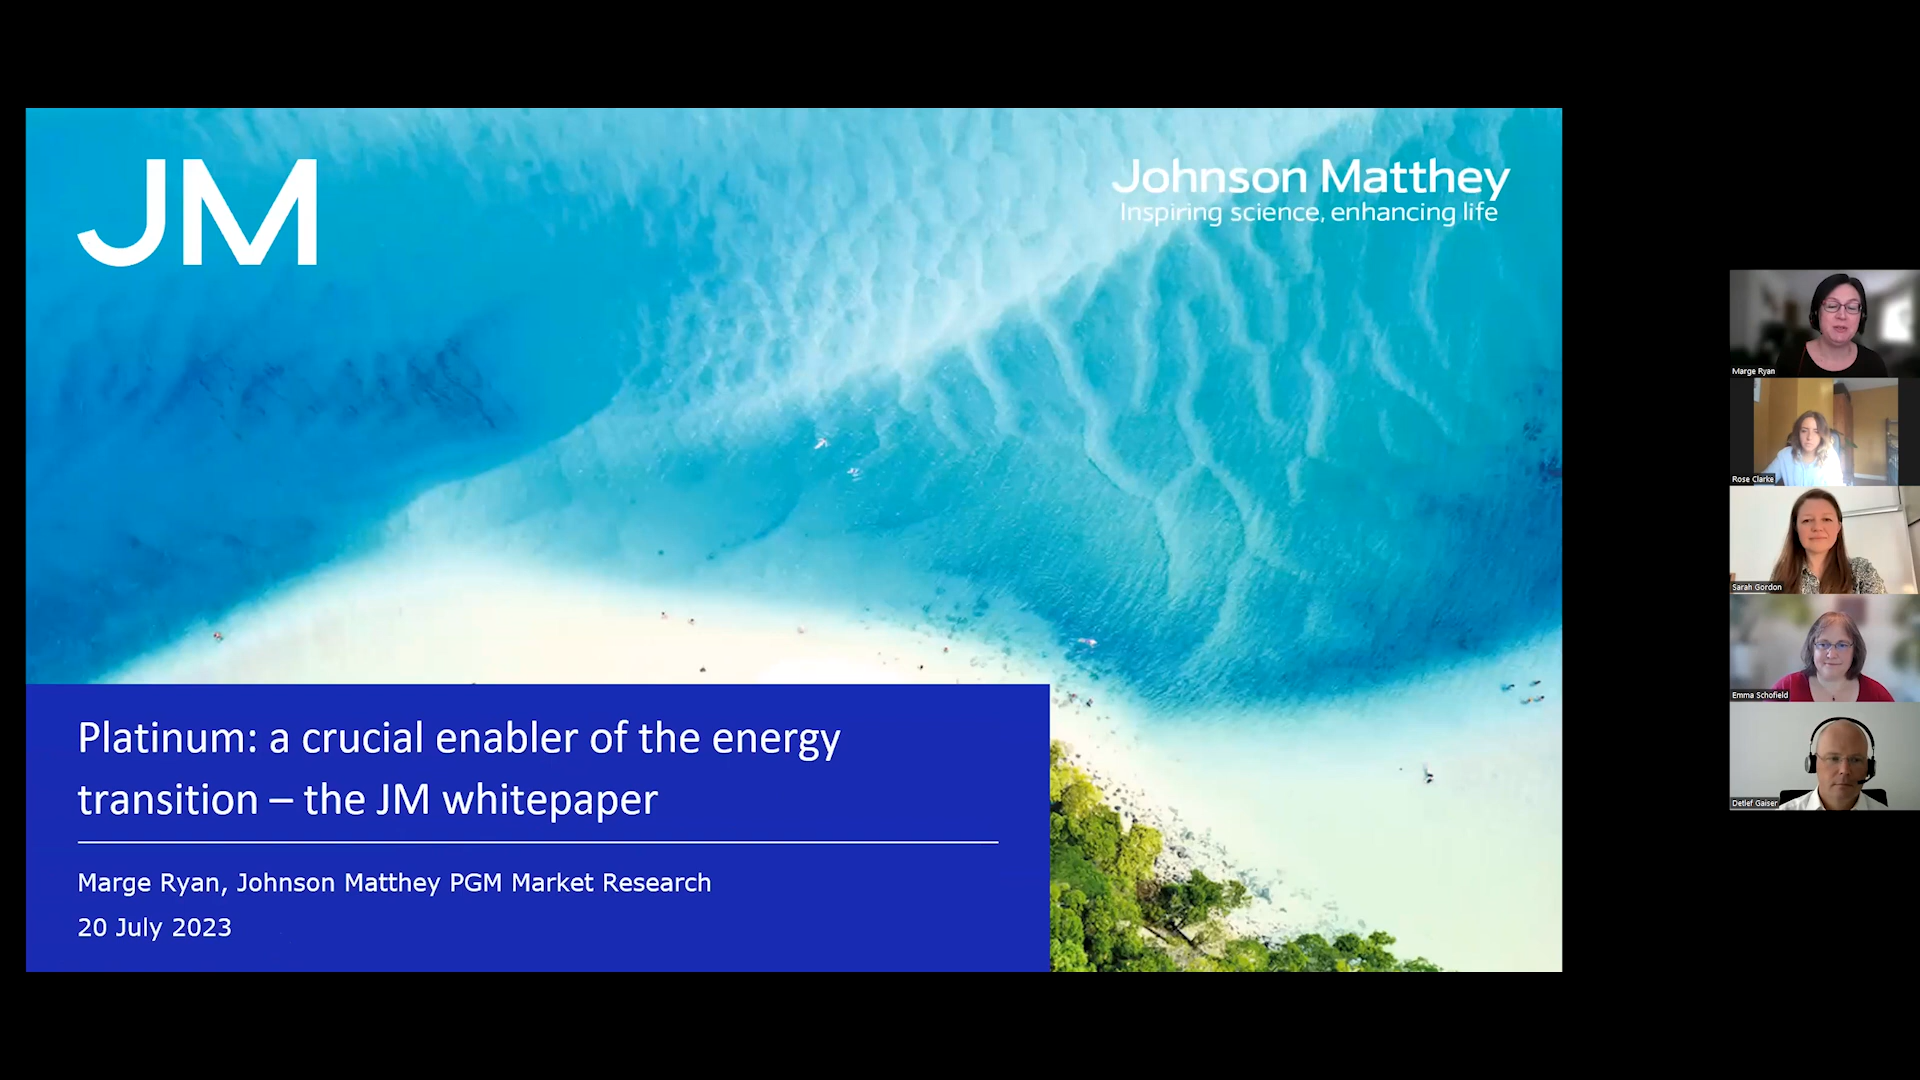 JM
Johnson Matthey
Inspiring science, enhancing life
Platinum: a crucial enabler of the energy
transition – the JM whitepaper
Marge Ryan, Johnson Matthey PGM Market Research
20 July 2023
Marge Ryan
Rose Clarke
Sarah Gordon
Emma Schofield
Detlef Gaiser